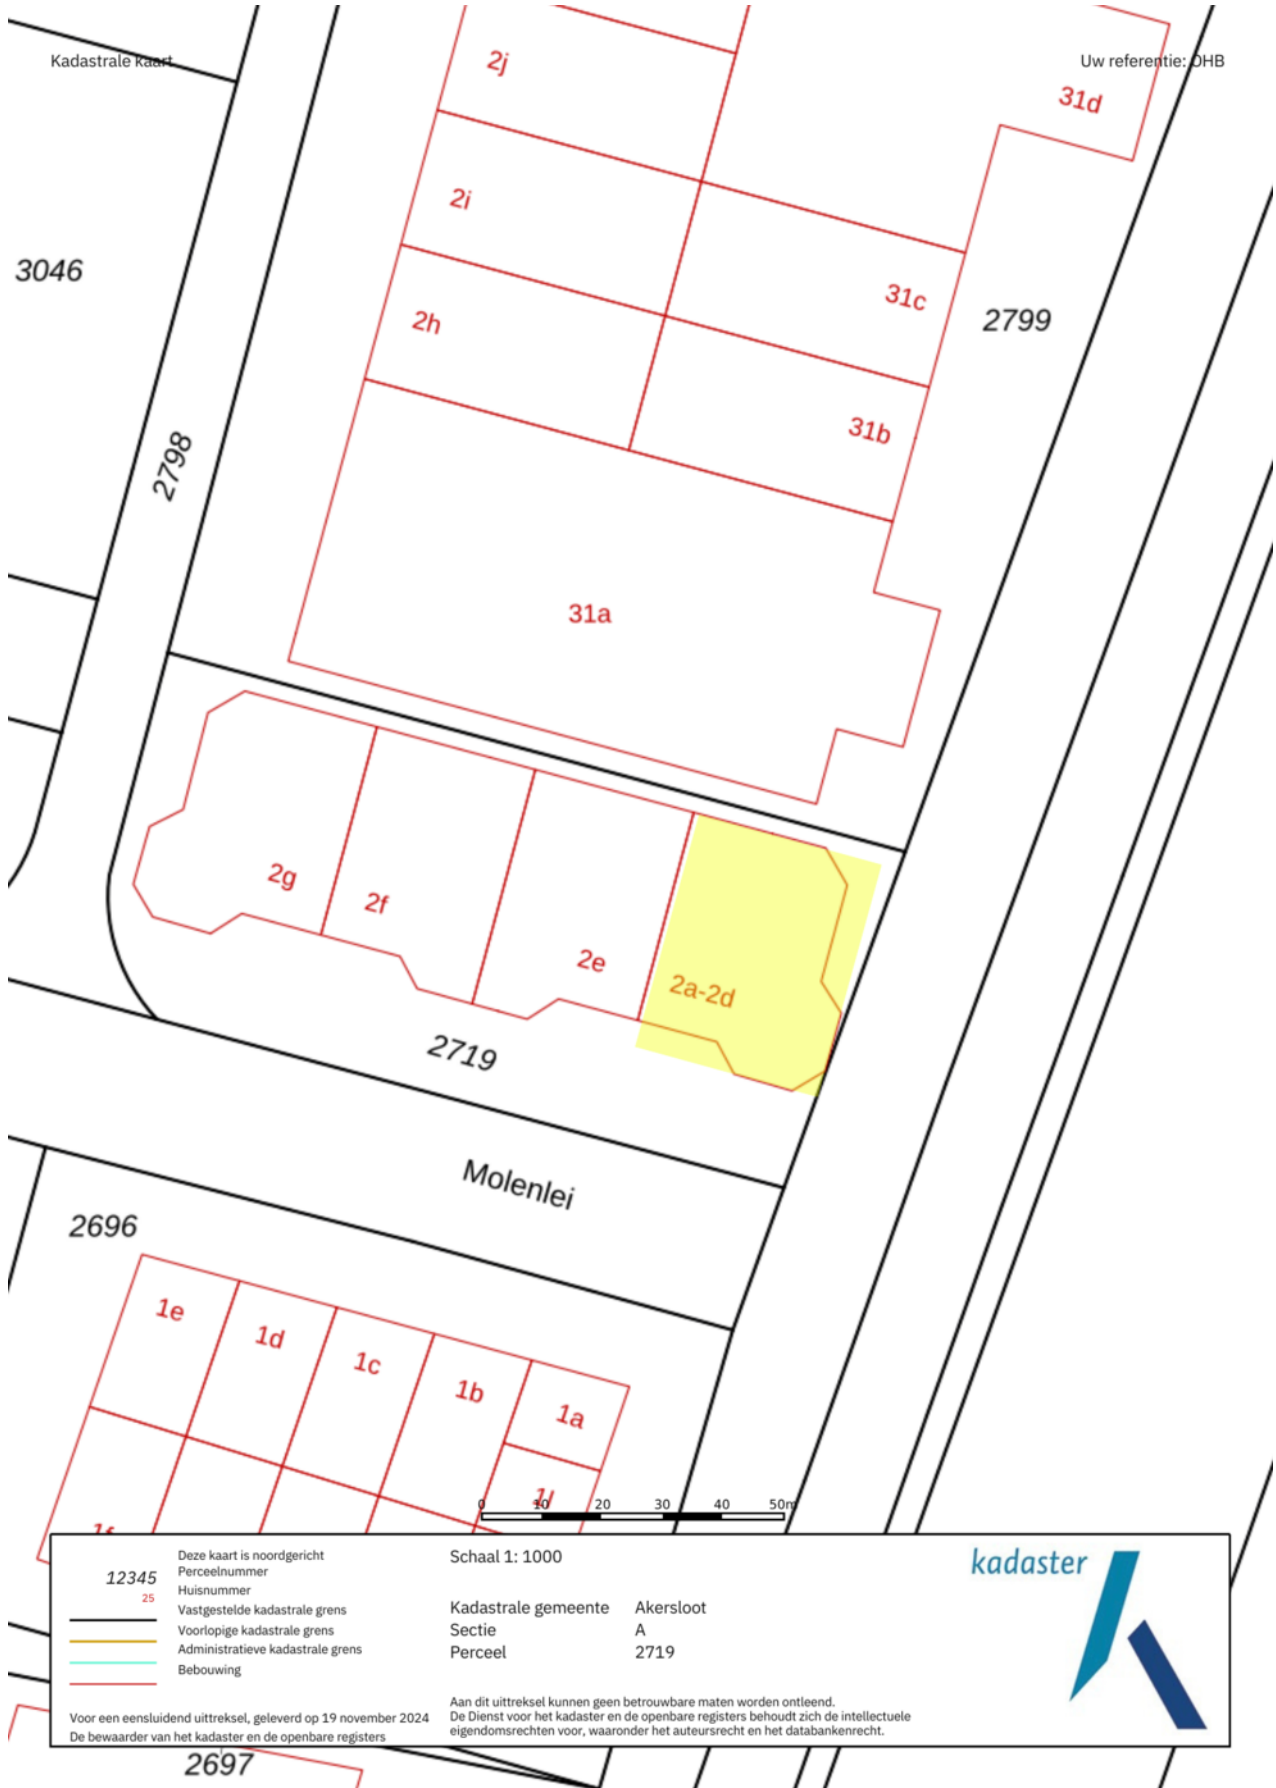 Kadastrale kaart
Uw referentie: OHB
2j
31d
2i
3046
31c
2799
2h
31b
2798
31a
2g
2f
2e
2a-2d
2719
Molenlei
2696
1e
1d
1c
1b
1a
1l
1f
0 10 20 30 40 50m
12345
25
Deze kaart is noordgericht
Perceelnummer
Huisnummer
Vastgestelde kadastrale grens
Voorlopige kadastrale grens
Administratieve kadastrale grens
Bebouwing
Voor een eensluidend uittreksel, geleverd op 19 november 2024
De bewaarder van het kadaster en de openbare registers
Schaal 1: 1000
Kadastrale gemeente Akersloot
Sectie A
Perceel 2719
Aan dit uittreksel kunnen geen betrouwbare maten worden ontleend.
De Dienst voor het kadaster en de openbare registers behoudt zich de intellectuele
eigendomsrechten voor, waaronder het auteursrecht en het databankenrecht.
kadaster
2697